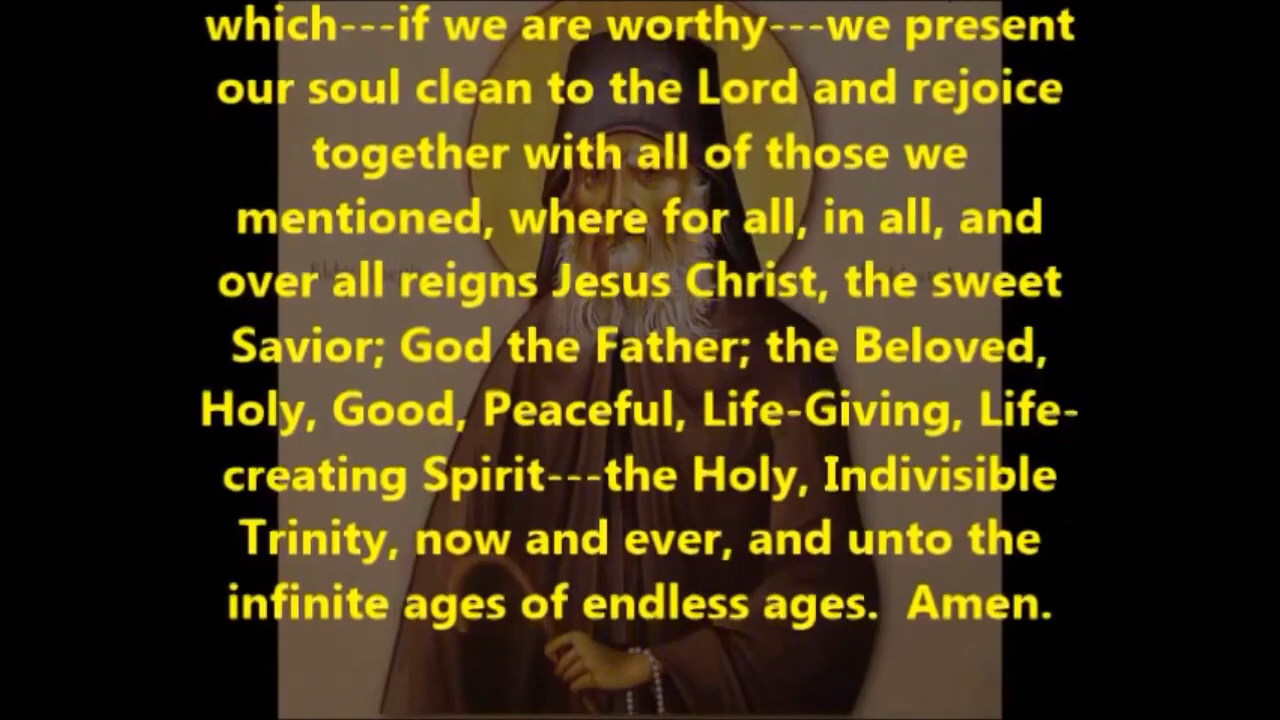 which---if we are worthy---we present
our soul clean to the Lord and rejoice
together with all of those we
mentioned, where for all, in all, and
over all reigns Jesus Christ, the sweet
Savior; God the Father; the Beloved,
Holy, Good, Peaceful, Life-Giving, Life-
creating Spirit---the Holy, Indivisible
Trinity, now and ever, and unto the
infinite ages of endless ages.  Amen.